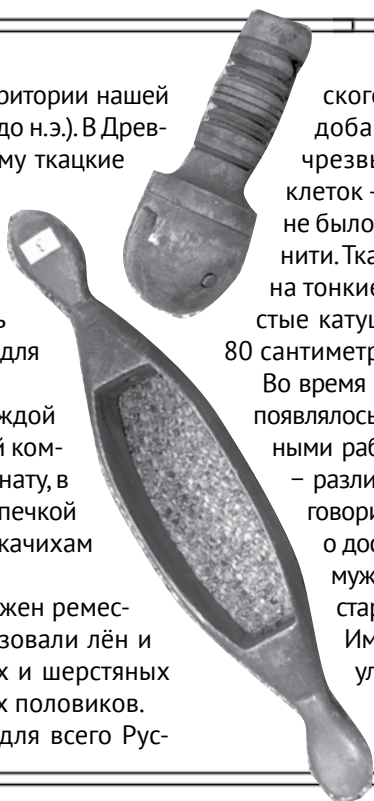 ритории нашей
до н.э.). В Древ-
му ткацкие
ь
для
ждой
й ком-
нату, в
печкой
качихам
жен ремес-
зовали лён и
х и шерстяных
х половиков.
для всего Рус-
ского
доба
чрезвы
клеток –
не было
нити. Тка
на тонкие
стые катуш
80 сантиметр
Во время
появлялось
ными раб
– разли
говори
о дос
муж
стар
Им
ул
3